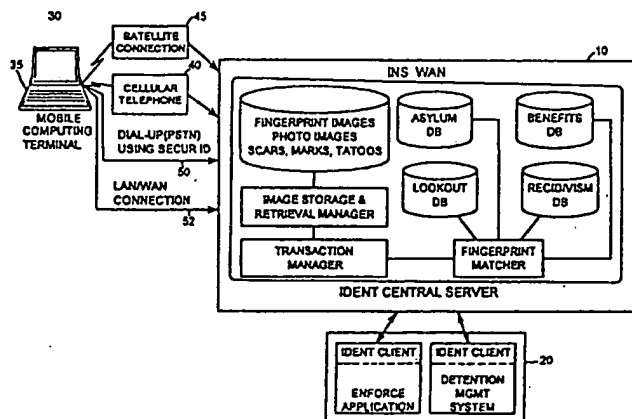 30
45
SATELLITE
CONNECTION
10
35
40
CELLULAR
TELEPHONE
MOBILE
COMPUTING
TERMINAL
DIAL-UP(PSTN)
USING SECUR ID
50
LAN/WAN
CONNECTION
52
INS WAN
FINGERPRINT IMAGES
PHOTO IMAGES
SCARS, MARKS, TATOOS
ASYLUM
DB
BENEFITS
DB
LOOKOUT
DB
RECIDIVISM
DB
IMAGE STORAGE &
RETRIEVAL MANAGER
TRANSACTION
MANAGER
FINGERPRINT
MATCHER
IDENT CENTRAL SERVER
20
IDENT CLIENT
ENFORCE
APPLICATION
IDENT CLIENT
DETENTION
MGMT
SYSTEM